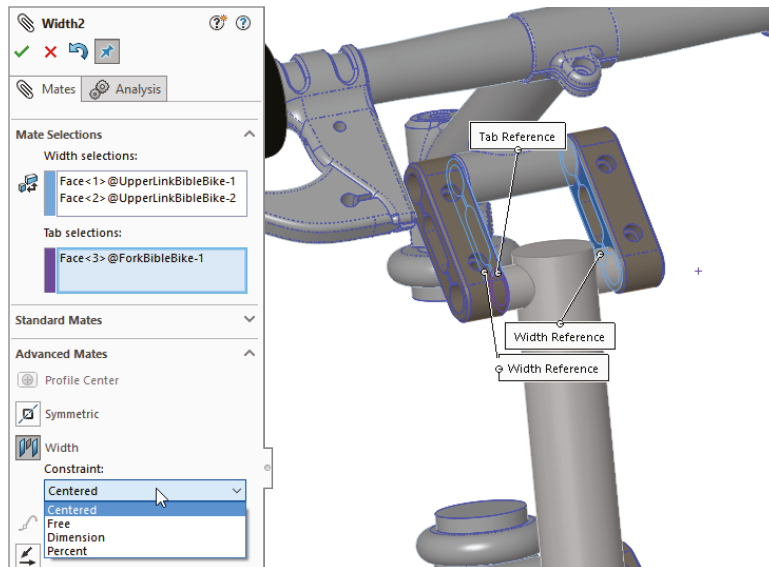 Width2
Mates
Analysis
Mate Selections
Width selections:
Face<1>@UpperLinkBibleBike-1
Face<2>@UpperLinkBibleBike-2
Tab selections:
Face<3>@ForkBibleBike-1
Standard Mates
Advanced Mates
Profile Center
Symmetric
Width
Constraint:
Centered
Centered
Free
Dimension
Percent
Tab Reference
Width Reference
Width Reference